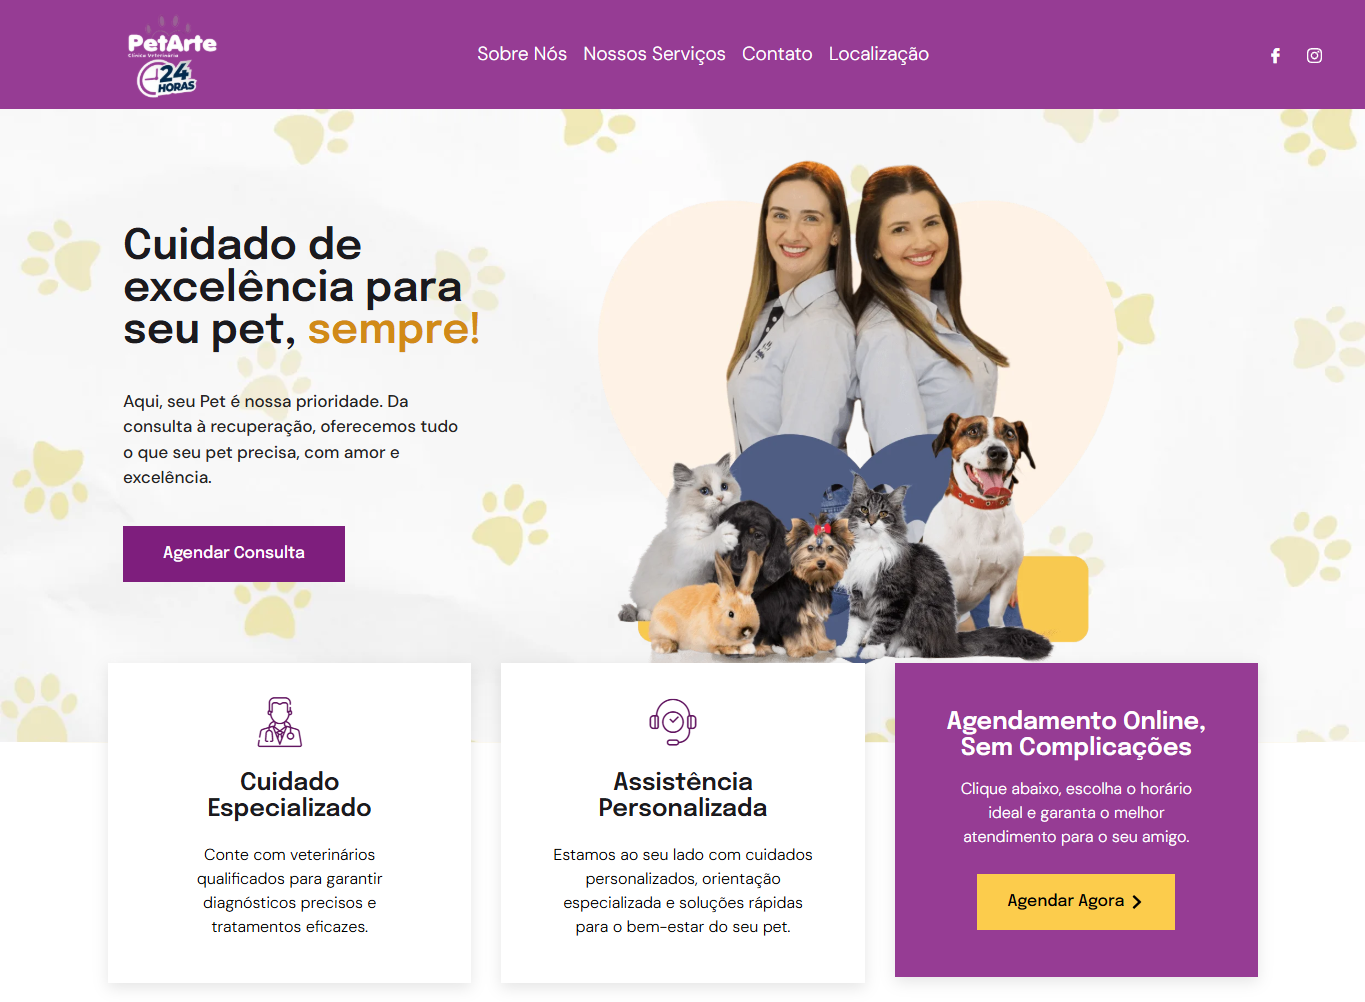 PetArte
Clínica Veterinária
24
HORAS
Sobre Nós Nossos Serviços Contato Localização
Cuidado de
excelência para
seu pet, sempre!
Aqui, seu Pet é nossa prioridade. Da
consulta à recuperação, oferecemos tudo
o que seu pet precisa, com amor e
excelência.
Agendar Consulta
Cuidado
Especializado
Conte com veterinários
qualificados para garantir
diagnósticos precisos e
tratamentos eficazes.
Assistência
Personalizada
Estamos ao seu lado com cuidados
personalizados, orientação
especializada e soluções rápidas
para o bem-estar do seu pet.
Agendamento Online,
Sem Complicações
Clique abaixo, escolha o horário
ideal e garanta o melhor
atendimento para o seu amigo.
Agendar Agora